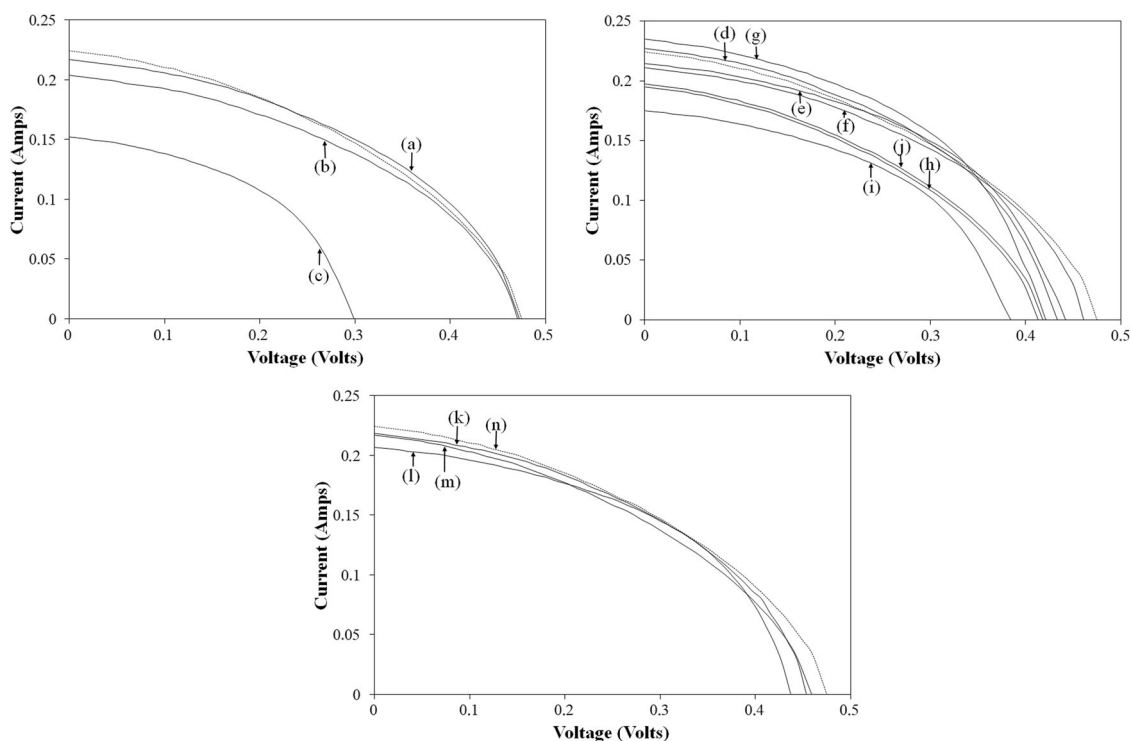 0.25
0.2
0.15
0.1
0.05
0
Current (Amps)
(a)
(b)
(c)
0 0.1 0.2 0.3 0.4 0.5
Voltage (Volts)
0.25
0.2
0.15
0.1
0.05
0
Current (Amps)
(d) (g)
(e)
(f)
(j)
(h)
(i)
0 0.1 0.2 0.3 0.4 0.5
Voltage (Volts)
0.25
0.2
0.15
0.1
0.05
0
Current (Amps)
(k) (n)
(l) (m)
0 0.1 0.2 0.3 0.4 0.5
Voltage (Volts)